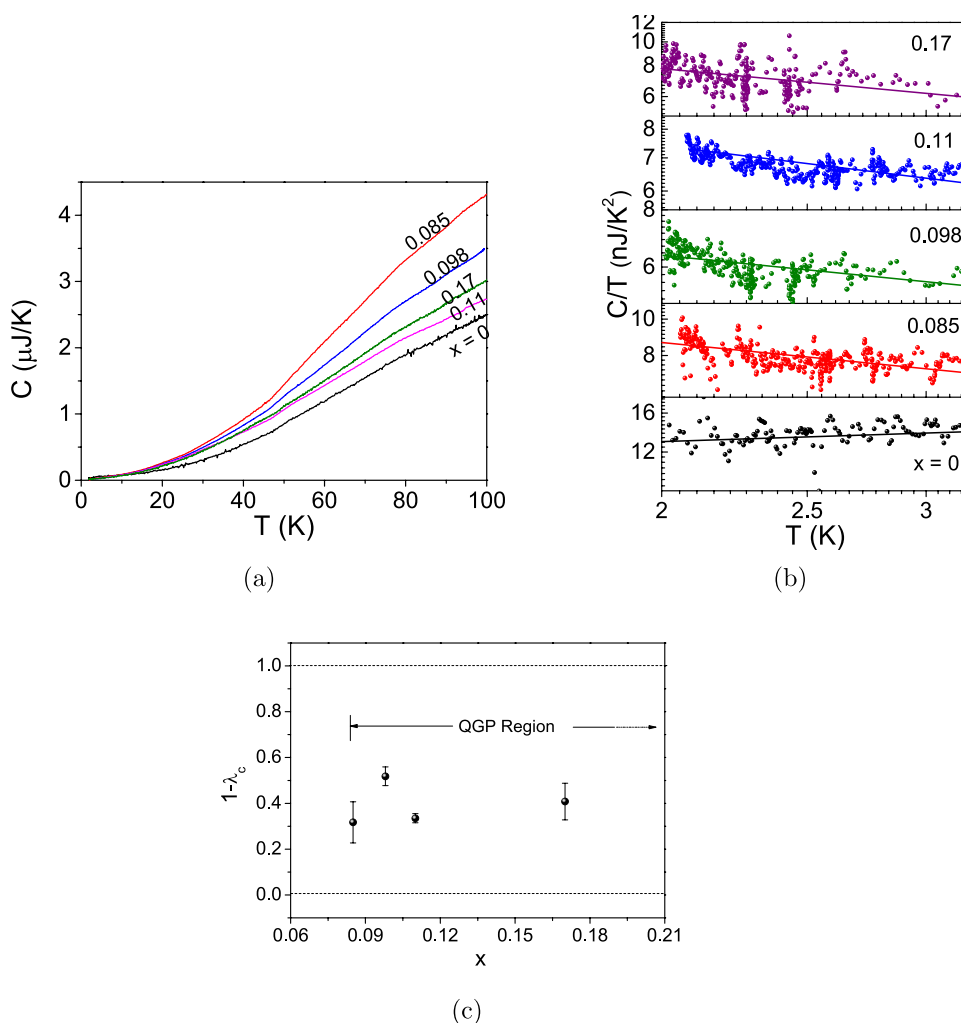 C (μJ/K)
4
3
2
1
0
0.085
0.098
0.17
0.11
x = 0
0 20 40 60 80 100
T (K)
(a)
C/T (nJ/K²)
12
10
8
6
0.17
8
7
6
0.11
8
6
0.098
10
8
0.085
16
12
x = 0
2 2.5 3
T (K)
(b)
1-λc
1.0
0.8
0.6
0.4
0.2
0.0
QGP Region
0.06 0.09 0.12 0.15 0.18 0.21
x
(c)